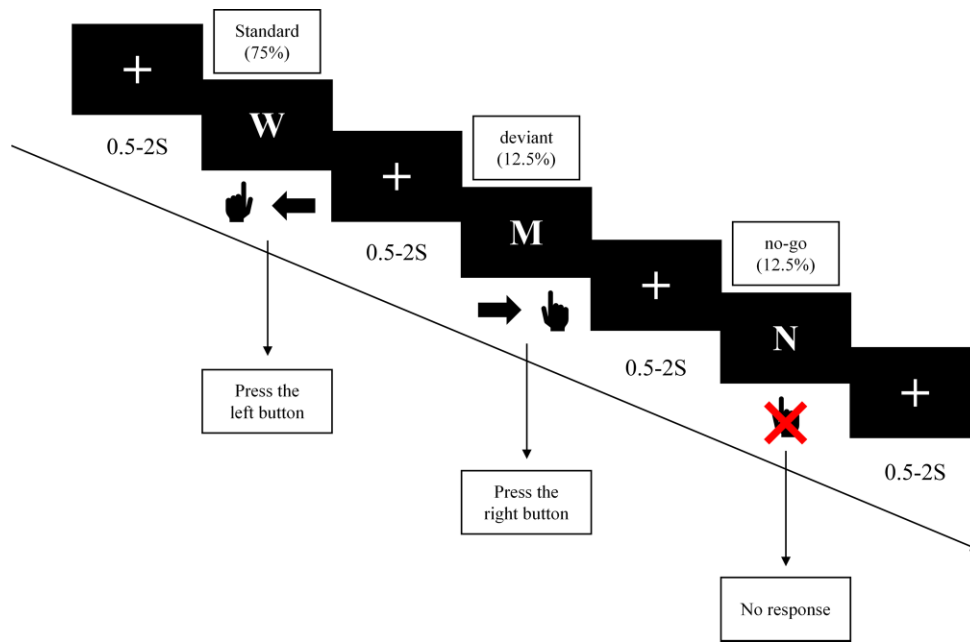 Standard
(75%)
W
0.5-2S
deviant
(12.5%)
M
0.5-2S
no-go
(12.5%)
N
0.5-2S
0.5-2S
Press the
left button
Press the
right button
No response